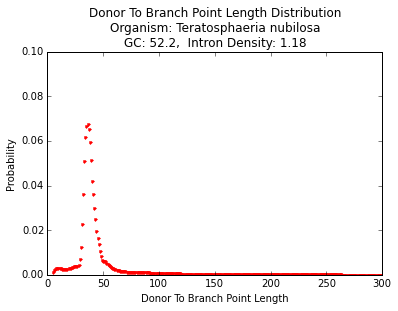 Donor To Branch Point Length Distribution
Organism: Teratosphaeria nubilosa
GC: 52.2,  Intron Density: 1.18
0.10
0.08
0.06
0.04
0.02
0.00
Probability
0 50 100 150 200 250 300
Donor To Branch Point Length